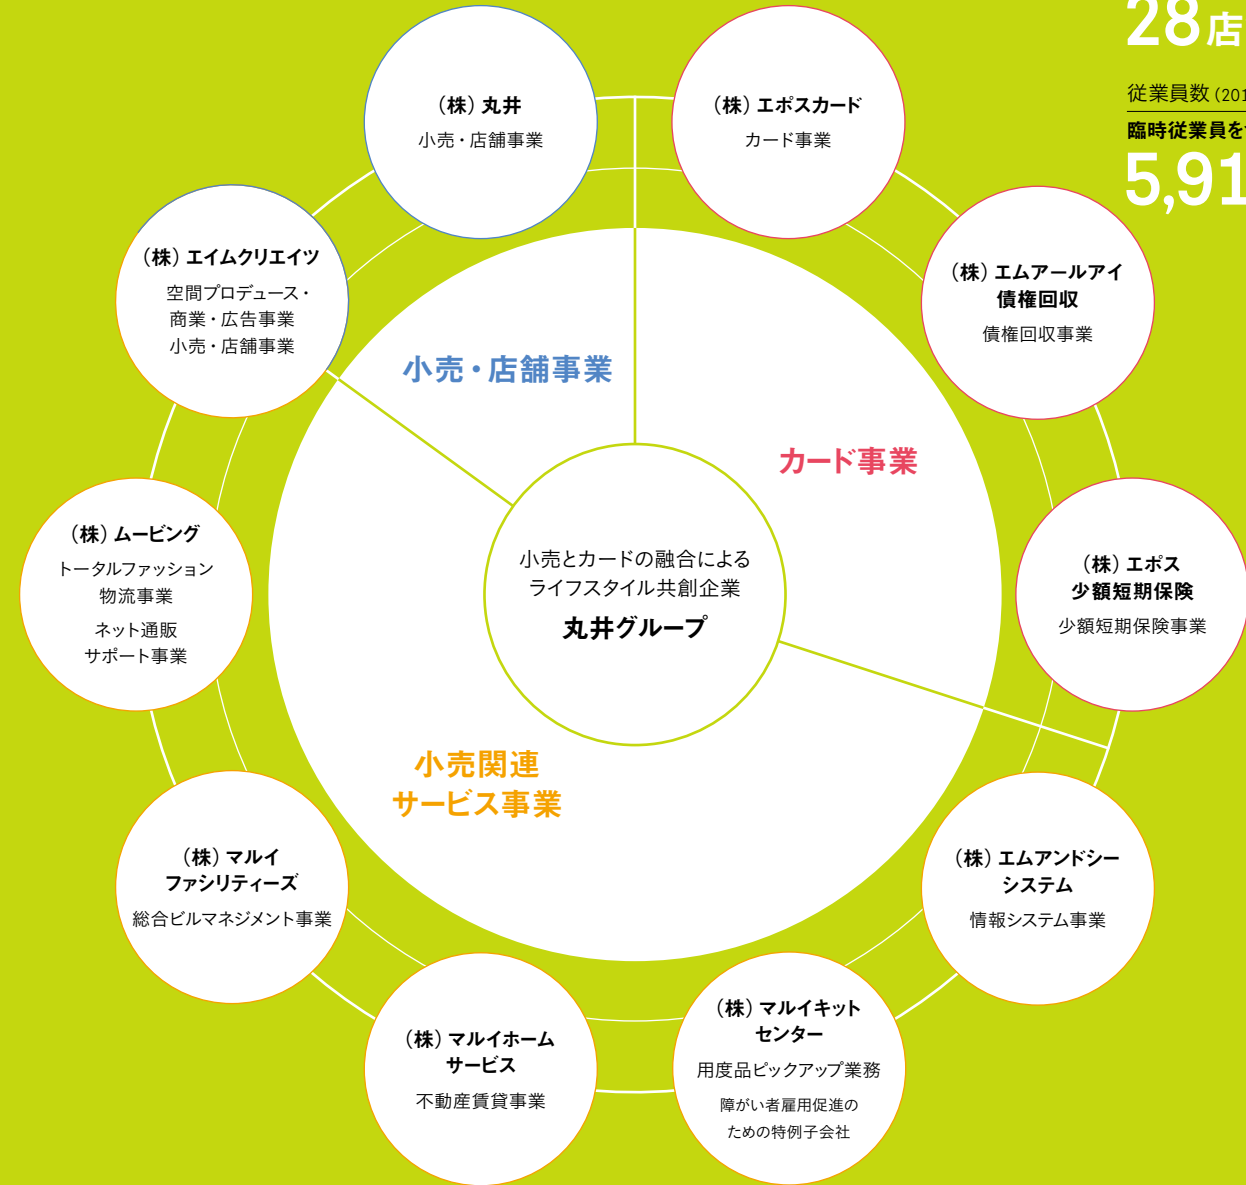 28店
従業員数(201
臨時従業員を
5,91
(株)丸井
小売・店舗事業
(株)エポスカード
カード事業
(株)エイムクリエイツ
空間プロデュース・
商業・広告事業
小売・店舗事業
(株)エムアールアイ
債権回収
債権回収事業
小売・店舗事業
カード事業
(株)ムービング
トータルファッション
物流事業
ネット通販
サポート事業
小売とカードの融合による
ライフスタイル共創企業
丸井グループ
(株)エポス
少額短期保険
少額短期保険事業
小売関連
サービス事業
(株)マルイ
ファシリティーズ
総合ビルマネジメント事業
(株)エムアンドシー
システム
情報システム事業
(株)マルイホーム
サービス
不動産賃貸事業
(株)マルイキット
センター
用度品ピックアップ業務
障がい者雇用促進の
ための特例子会社